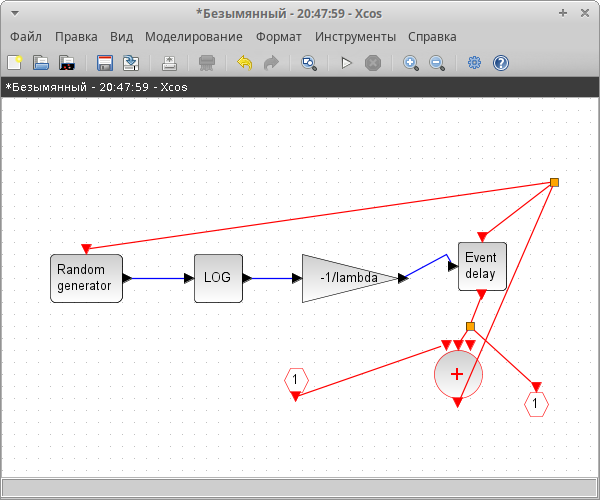 *Безымянный - 20:47:59 - Xcos
Файл Правка Вид Моделирование Формат Инструменты Справка
*Безымянный - 20:47:59 - Xcos
Random
generator
LOG
-1/lambda
Event
delay
1
+
1